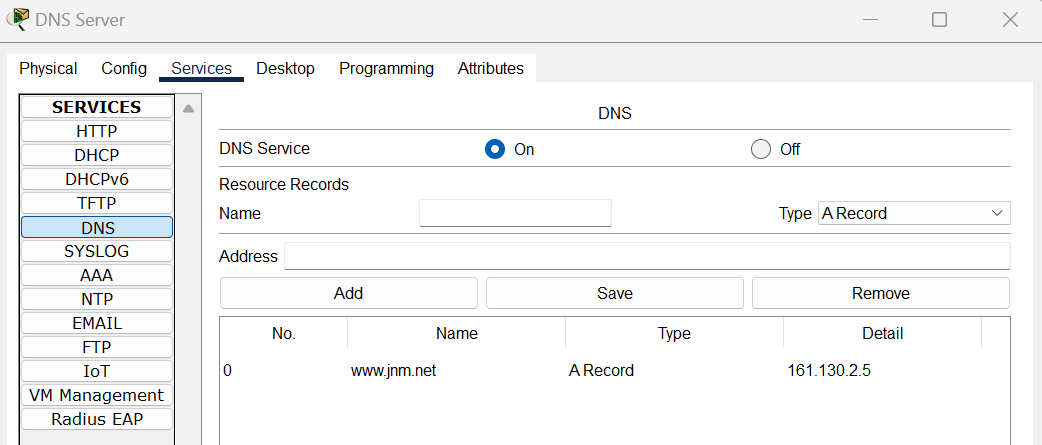 DNS Server
Physical Config Services Desktop Programming Attributes
SERVICES
HTTP
DHCP
DHCPv6
TFTP
DNS
SYSLOG
AAA
NTP
EMAIL
FTP
IoT
VM Management
Radius EAP
DNS
DNS Service On Off
Resource Records
Name Type A Record
Address
Add Save Remove
No. Name Type Detail
0 www.jnm.net A Record 161.130.2.5